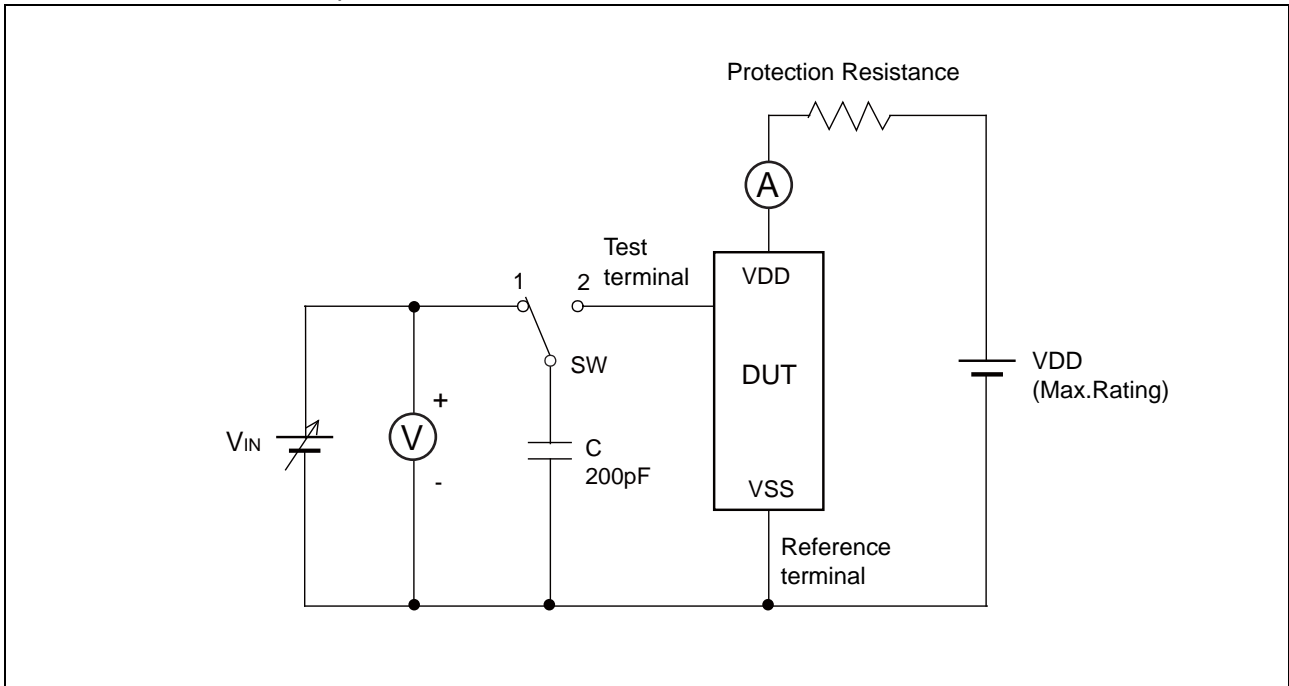 Protection Resistance
A
Test
terminal
1
2
VDD
SW
DUT
VDD
(Max.Rating)
+
VIN
V
C
200pF
-
VSS
Reference
terminal